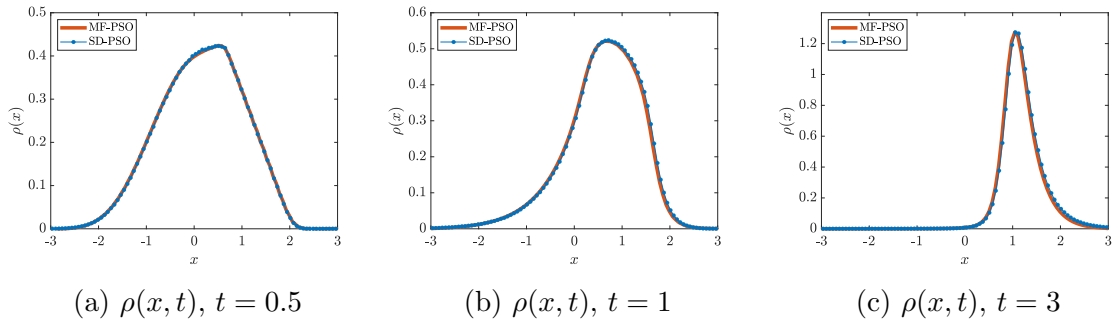 MF-PSO
SD-PSO
0.5
0.4
0.3
0.2
0.1
0
ρ(x)
-3 -2 -1 0 1 2 3
x
(a) ρ(x, t), t = 0.5
MF-PSO
SD-PSO
0.6
0.5
0.4
0.3
0.2
0.1
0
ρ(x)
-3 -2 -1 0 1 2 3
x
(b) ρ(x, t), t = 1
MF-PSO
SD-PSO
1.2
1
0.8
0.6
0.4
0.2
0
ρ(x)
-3 -2 -1 0 1 2 3
x
(c) ρ(x, t), t = 3